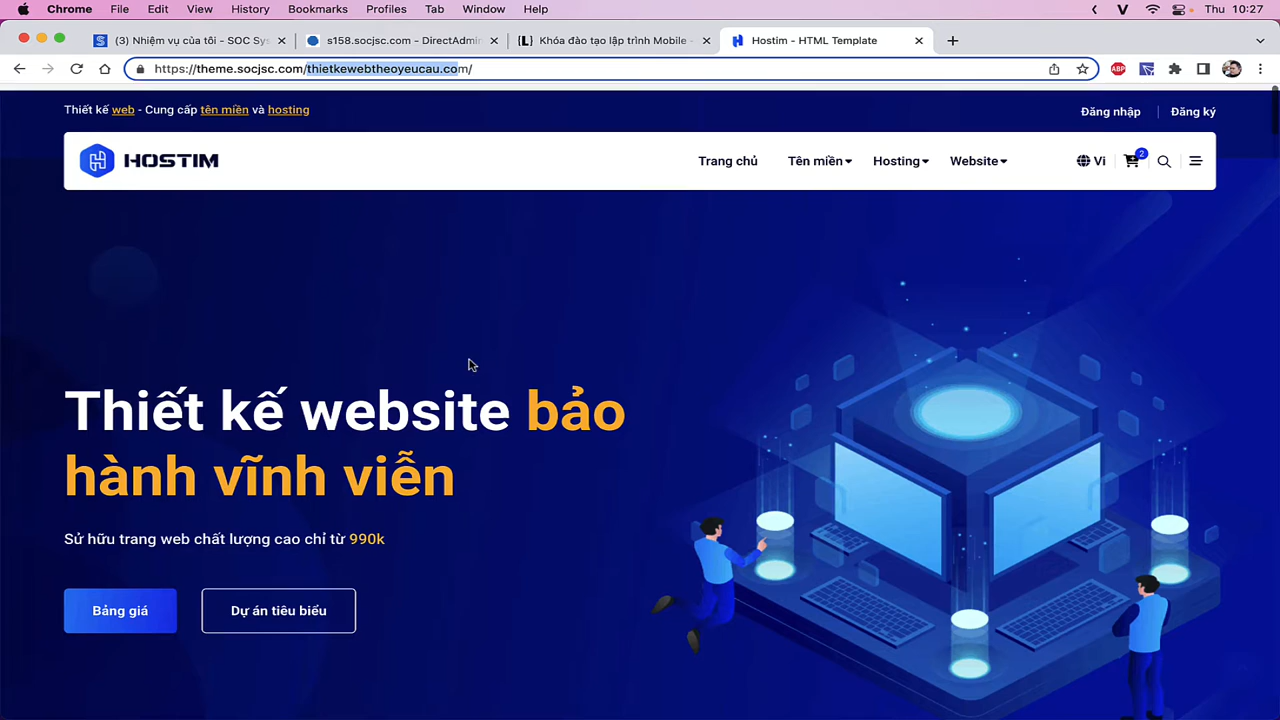 Chrome File Edit View History Bookmarks Profiles Tab Window Help Thu 10:27
(3) Nhiệm vụ của tôi - SOC Sys s158.socjsc.com - DirectAdmin Khóa đào tạo lập trình Mobile - Hostim - HTML Template
https://theme.socjsc.com/thietkewebtheoyeucau.com/ ABP
Thiết kế web - Cung cấp tên miền và hosting Đăng nhập | Đăng ký
HOSTIM Trang chủ Tên miền Hosting Website Vi 2
Thiết kế website bảo
hành vĩnh viễn
Sử hữu trang web chất lượng cao chỉ từ 990k
Bảng giá Dự án tiêu biểu